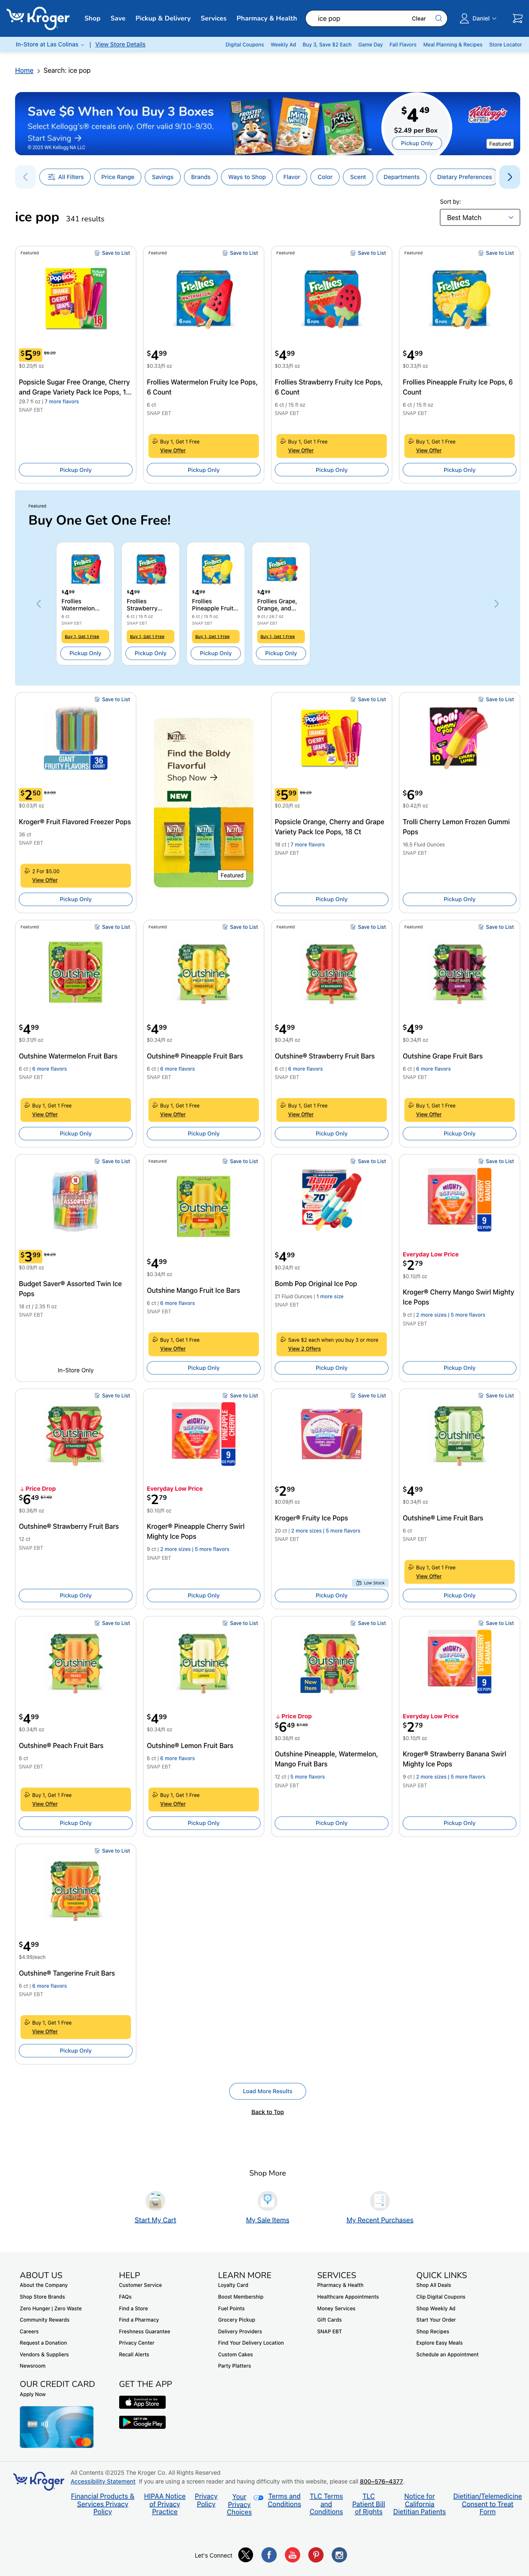 Kroger
Shop Save Pickup & Delivery Services Pharmacy & Health
ice pop Clear
Daniel
In-Store at Las Colinas | View Store Details
Digital Coupons Weekly Ad Buy 3, Save $2 Each Game Day Fall Flavors Meal Planning & Recipes Store Locator
Home > Search: ice pop
Save $6 When You Buy 3 Boxes
Select Kellogg's® cereals only. Offer valid 9/10–9/30.
Start Saving →
© 2025 WK Kellogg NA LLC
$4 49
$2.49 per Box
Pickup Only
Kellogg's
Featured
All Filters Price Range Savings Brands Ways to Shop Flavor Color Scent Departments Dietary Preferences
Sort by:
ice pop 341 results
Best Match
Featured Save to List
$5 99 $6.29
$0.20/fl oz
Popsicle Sugar Free Orange, Cherry
and Grape Variety Pack Ice Pops, 1...
29.7 fl oz | 7 more flavors
SNAP EBT
Pickup Only
Featured Save to List
$4 99
$0.33/fl oz
Frollies Watermelon Fruity Ice Pops,
6 Count
6 ct
SNAP EBT
Buy 1, Get 1 Free
View Offer
Pickup Only
Featured Save to List
$4 99
$0.33/fl oz
Frollies Strawberry Fruity Ice Pops,
6 Count
6 ct / 15 fl oz
SNAP EBT
Buy 1, Get 1 Free
View Offer
Pickup Only
Featured Save to List
$4 99
$0.33/fl oz
Frollies Pineapple Fruity Ice Pops, 6
Count
6 ct / 15 fl oz
SNAP EBT
Buy 1, Get 1 Free
View Offer
Pickup Only
Featured
Buy One Get One Free!
$4 99
Frollies
Watermelon...
6 ct
SNAP EBT
Buy 1, Get 1 Free
Pickup Only
$4 99
Frollies
Strawberry...
6 ct / 15 fl oz
SNAP EBT
Buy 1, Get 1 Free
Pickup Only
$4 99
Frollies
Pineapple Fruit...
6 ct / 15 fl oz
SNAP EBT
Buy 1, Get 1 Free
Pickup Only
$4 99
Frollies Grape,
Orange, and...
9 ct / 24.7 oz
SNAP EBT
Buy 1, Get 1 Free
Pickup Only
Save to List
GIANT
FRUITY FLAVORS
36
COUNT
$2 50 $3.99
$0.03/fl oz
Kroger® Fruit Flavored Freezer Pops
36 ct
SNAP EBT
2 For $5.00
View Offer
Pickup Only
KIND
Find the Boldy
Flavorful
Shop Now →
NEW
Featured
Save to List
$5 99 $6.29
$0.20/fl oz
Popsicle Orange, Cherry and Grape
Variety Pack Ice Pops, 18 Ct
18 ct | 7 more flavors
SNAP EBT
Pickup Only
Save to List
$6 99
$0.42/fl oz
Trolli Cherry Lemon Frozen Gummi
Pops
16.5 Fluid Ounces
SNAP EBT
Pickup Only
Featured Save to List
Outshine
$4 99
$0.31/fl oz
Outshine Watermelon Fruit Bars
6 ct | 6 more flavors
SNAP EBT
Buy 1, Get 1 Free
View Offer
Pickup Only
Featured Save to List
Outshine
$4 99
$0.34/fl oz
Outshine® Pineapple Fruit Bars
6 ct | 6 more flavors
SNAP EBT
Buy 1, Get 1 Free
View Offer
Pickup Only
Featured Save to List
Outshine
$4 99
$0.34/fl oz
Outshine® Strawberry Fruit Bars
6 ct | 6 more flavors
SNAP EBT
Buy 1, Get 1 Free
View Offer
Pickup Only
Featured Save to List
Outshine
$4 99
$0.34/fl oz
Outshine Grape Fruit Bars
6 ct | 6 more flavors
SNAP EBT
Buy 1, Get 1 Free
View Offer
Pickup Only
Save to List
$3 99 $4.29
$0.09/fl oz
Budget Saver® Assorted Twin Ice
Pops
18 ct / 2.35 fl oz
SNAP EBT
In-Store Only
Featured Save to List
Outshine
$4 99
$0.34/fl oz
Outshine Mango Fruit Ice Bars
6 ct | 6 more flavors
SNAP EBT
Buy 1, Get 1 Free
View Offer
Pickup Only
Save to List
$4 99
$0.24/fl oz
Bomb Pop Original Ice Pop
21 Fluid Ounces | 1 more size
SNAP EBT
Save $2 each when you buy 3 or more
View 2 Offers
Pickup Only
Save to List
CHERRY MANGO
9
ICE POPS
Everyday Low Price
$2 79
$0.10/fl oz
Kroger® Cherry Mango Swirl Mighty
Ice Pops
9 ct | 2 more sizes | 5 more flavors
SNAP EBT
Pickup Only
Save to List
Outshine
Price Drop
$6 49 $7.49
$0.36/fl oz
Outshine® Strawberry Fruit Bars
12 ct
SNAP EBT
Pickup Only
Save to List
PINEAPPLE CHERRY
9
ICE POPS
Everyday Low Price
$2 79
$0.10/fl oz
Kroger® Pineapple Cherry Swirl
Mighty Ice Pops
9 ct | 2 more sizes | 5 more flavors
SNAP EBT
Pickup Only
Save to List
$2 99
$0.09/fl oz
Kroger® Fruity Ice Pops
20 ct | 2 more sizes | 5 more flavors
SNAP EBT
Low Stock
Pickup Only
Save to List
Outshine
$4 99
$0.34/fl oz
Outshine® Lime Fruit Bars
6 ct
SNAP EBT
Buy 1, Get 1 Free
View Offer
Pickup Only
Save to List
Outshine
$4 99
$0.34/fl oz
Outshine® Peach Fruit Bars
6 ct
SNAP EBT
Buy 1, Get 1 Free
View Offer
Pickup Only
Save to List
Outshine
$4 99
$0.34/fl oz
Outshine® Lemon Fruit Bars
6 ct | 6 more flavors
SNAP EBT
Buy 1, Get 1 Free
View Offer
Pickup Only
Save to List
Outshine
New
Item
Price Drop
$6 49 $7.49
$0.36/fl oz
Outshine Pineapple, Watermelon,
Mango Fruit Bars
12 ct | 5 more flavors
SNAP EBT
Pickup Only
Save to List
STRAWBERRY BANANA
9
ICE POPS
Everyday Low Price
$2 79
$0.10/fl oz
Kroger® Strawberry Banana Swirl
Mighty Ice Pops
9 ct | 2 more sizes | 5 more flavors
SNAP EBT
Pickup Only
Save to List
Outshine
$4 99
$4.99/each
Outshine® Tangerine Fruit Bars
6 ct | 6 more flavors
SNAP EBT
Buy 1, Get 1 Free
View Offer
Pickup Only
Load More Results
Back to Top
Shop More
Start My Cart
My Sale Items
My Recent Purchases
ABOUT US
About the Company
Shop Store Brands
Zero Hunger | Zero Waste
Community Rewards
Careers
Request a Donation
Vendors & Suppliers
Newsroom
HELP
Customer Service
FAQs
Find a Store
Find a Pharmacy
Freshness Guarantee
Privacy Center
Recall Alerts
LEARN MORE
Loyalty Card
Boost Membership
Fuel Points
Grocery Pickup
Delivery Providers
Find Your Delivery Location
Custom Cakes
Party Platters
SERVICES
Pharmacy & Health
Healthcare Appointments
Money Services
Gift Cards
SNAP EBT
QUICK LINKS
Shop All Deals
Clip Digital Coupons
Shop Weekly Ad
Start Your Order
Shop Recipes
Explore Easy Meals
Schedule an Appointment
OUR CREDIT CARD
Apply Now
GET THE APP
Download on the
App Store
GET IT ON
Google Play
Kroger
All Contents ©2025 The Kroger Co. All Rights Reserved
Accessibility Statement If you are using a screen reader and having difficulty with this website, please call 800–576–4377.
Financial Products & Services Privacy Policy
HIPAA Notice of Privacy Practice
Privacy Policy
Your Privacy Choices
Terms and Conditions
TLC Terms and Conditions
TLC Patient Bill of Rights
Notice for California Dietitian Patients
Dietitian/Telemedicine Consent to Treat Form
Let's Connect